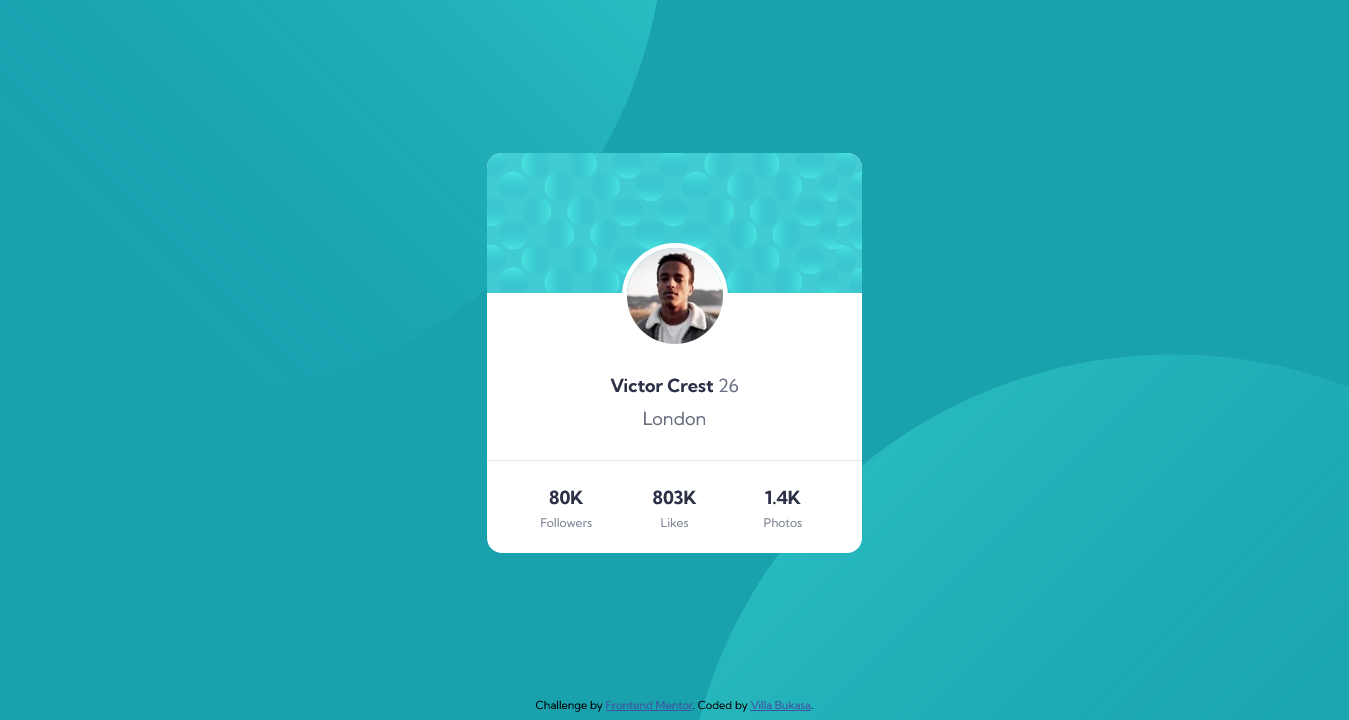 Victor Crest 26
London
80K 803K 1.4K
Followers Likes Photos
Challenge by Frontend Mentor. Coded by Villa Bukasa.